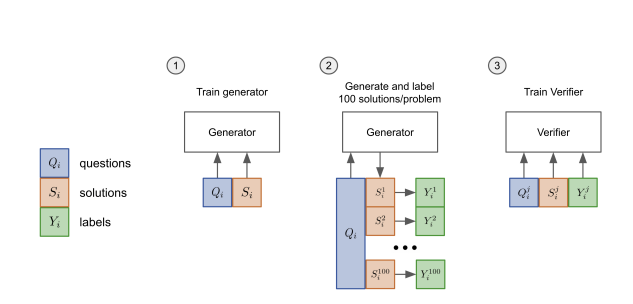 1
Train generator
Generator
Q_i S_i
2
Generate and label
100 solutions/problem
Generator
Q_i
S_i^1 Y_i^1
S_i^2 Y_i^2
•••
S_i^{100} Y_i^{100}
3
Train Verifier
Verifier
Q_i^j S_i^j Y_i^j
Q_i questions
S_i solutions
Y_i labels